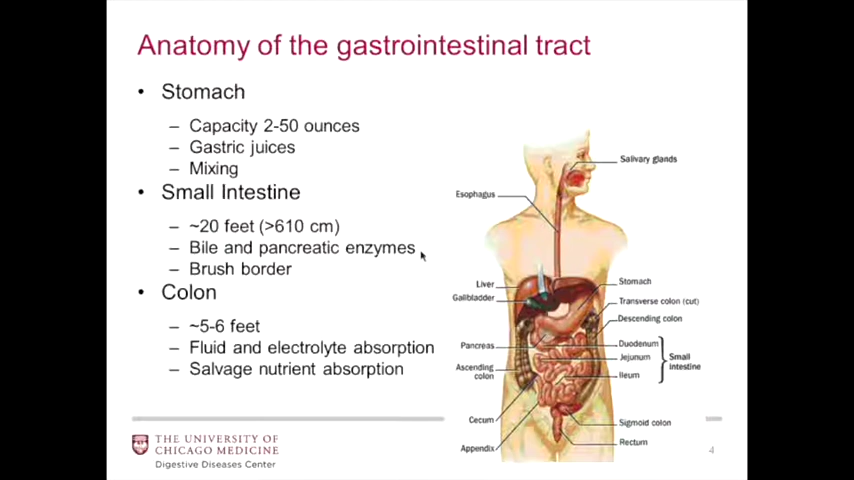 Anatomy of the gastrointestinal tract
• Stomach
– Capacity 2-50 ounces
– Gastric juices
– Mixing
• Small Intestine
– ~20 feet (>610 cm)
– Bile and pancreatic enzymes
– Brush border
• Colon
– ~5-6 feet
– Fluid and electrolyte absorption
– Salvage nutrient absorption
Salivary glands
Esophagus
Liver
Gallbladder
Pancreas
Ascending
colon
Cecum
Appendix
Stomach
Transverse colon (cut)
Descending colon
Duodenum
Jejunum
Ileum
Small
intestine
Sigmoid colon
Rectum
THE UNIVERSITY OF
CHICAGO MEDICINE
Digestive Diseases Center
4